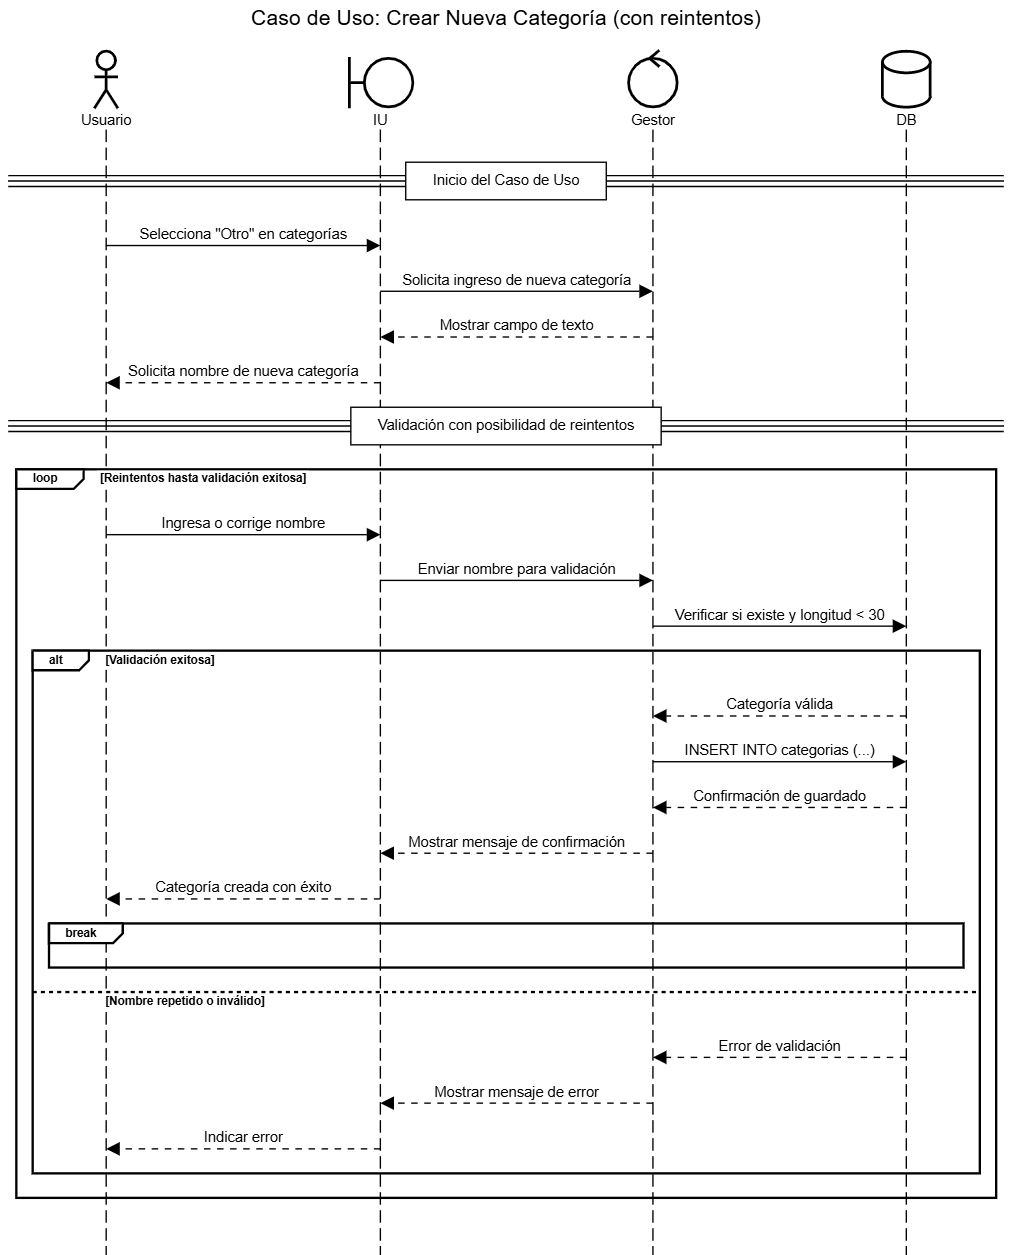 Caso de Uso: Crear Nueva Categoría (con reintentos)
Usuario
IU
Gestor
DB
Inicio del Caso de Uso
Selecciona "Otro" en categorías
Solicita ingreso de nueva categoría
Mostrar campo de texto
Solicita nombre de nueva categoría
Validación con posibilidad de reintentos
loop
[Reintentos hasta validación exitosa]
Ingresa o corrige nombre
Enviar nombre para validación
Verificar si existe y longitud < 30
alt
[Validación exitosa]
Categoría válida
INSERT INTO categorias (...)
Confirmación de guardado
Mostrar mensaje de confirmación
Categoría creada con éxito
break
[Nombre repetido o inválido]
Error de validación
Mostrar mensaje de error
Indicar error